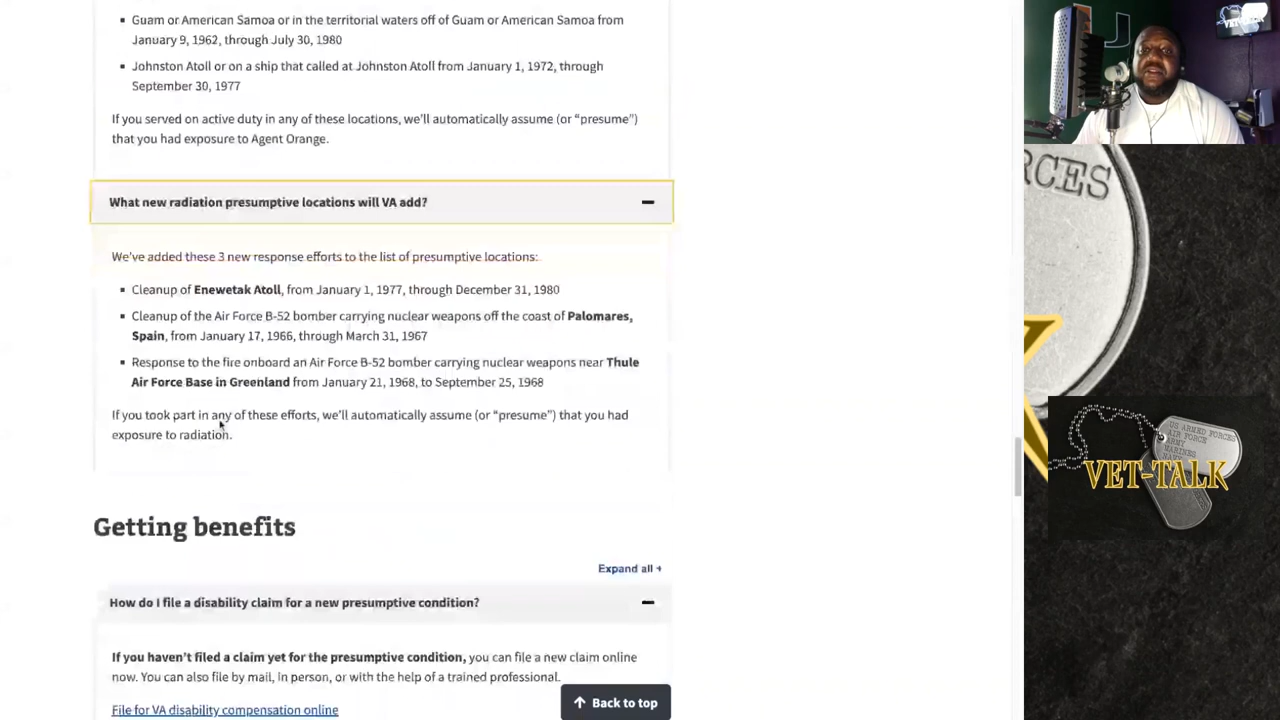 Guam or American Samoa or in the territorial waters off of Guam or American Samoa from
January 9, 1962, through July 30, 1980
Johnston Atoll or on a ship that called at Johnston Atoll from January 1, 1972, through
September 30, 1977
If you served on active duty in any of these locations, we'll automatically assume (or “presume”)
that you had exposure to Agent Orange.
What new radiation presumptive locations will VA add?
We've added these 3 new response efforts to the list of presumptive locations:
Cleanup of Enewetak Atoll, from January 1, 1977, through December 31, 1980
Cleanup of the Air Force B-52 bomber carrying nuclear weapons off the coast of Palomares,
Spain, from January 17, 1966, through March 31, 1967
Response to the fire onboard an Air Force B-52 bomber carrying nuclear weapons near Thule
Air Force Base in Greenland from January 21, 1968, to September 25, 1968
If you took part in any of these efforts, we'll automatically assume (or “presume”) that you had
exposure to radiation.
Getting benefits
Expand all +
How do I file a disability claim for a new presumptive condition?
If you haven't filed a claim yet for the presumptive condition, you can file a new claim online
now. You can also file by mail, in person, or with the help of a trained professional.
File for VA disability compensation online
Back to top
RCES
US ARMED FORCES
AIR FORCE
ARMY
MARINES
NAVY
VET-TALK